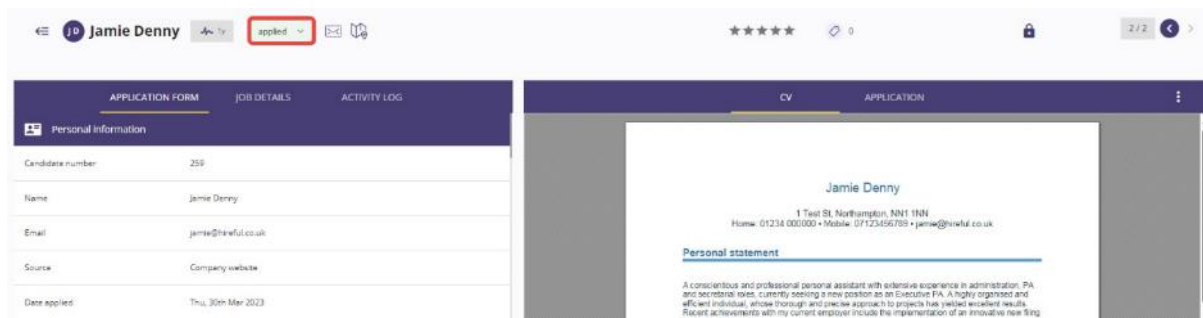 JD Jamie Denny 1y applied 0 2/2
APPLICATION FORM JOB DETAILS ACTIVITY LOG
Personal information
Candidate number 259
Name Jamie Denny
Email jamie@hireful.co.uk
Source Company website
Date applied Thu, 30th Mar 2023
CV APPLICATION
Jamie Denny
1 Test St, Northampton, NN1 1NN
Home: 01234 000000 • Mobile: 07123456789 • jamie@hireful.co.uk
Personal statement
A conscientious and professional personal assistant with extensive experience in administration, PA
and secretarial roles, currently seeking a new position as an Executive PA. A highly organised and
efficient individual, whose thorough and precise approach to projects has yielded excellent results.
Recent achievements with my current employer include the implementation of an innovative new filing